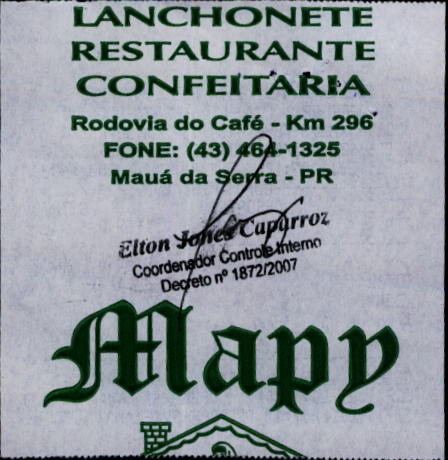 LANCHONETE
RESTAURANTE
CONFEITARIA
Rodovia do Café - Km 296
FONE: (43) 464-1325
Mauá da Serra - PR
Elton Jones Caparroz
Coordenador Controle Interno
Decreto nº 1872/2007
Mapy